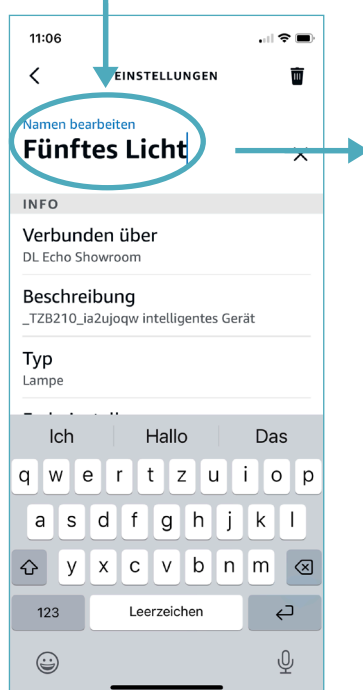 11:06
EINSTELLUNGEN
Namen bearbeiten
Fünftes Licht
INFO
Verbunden über
DL Echo Showroom
Beschreibung
_TZB210_ia2ujoqw intelligentes Gerät
Typ
Lampe
Ich Hallo Das
q w e r t z u i o p
a s d f g h j k l
y x c v b n m
123 Leerzeichen